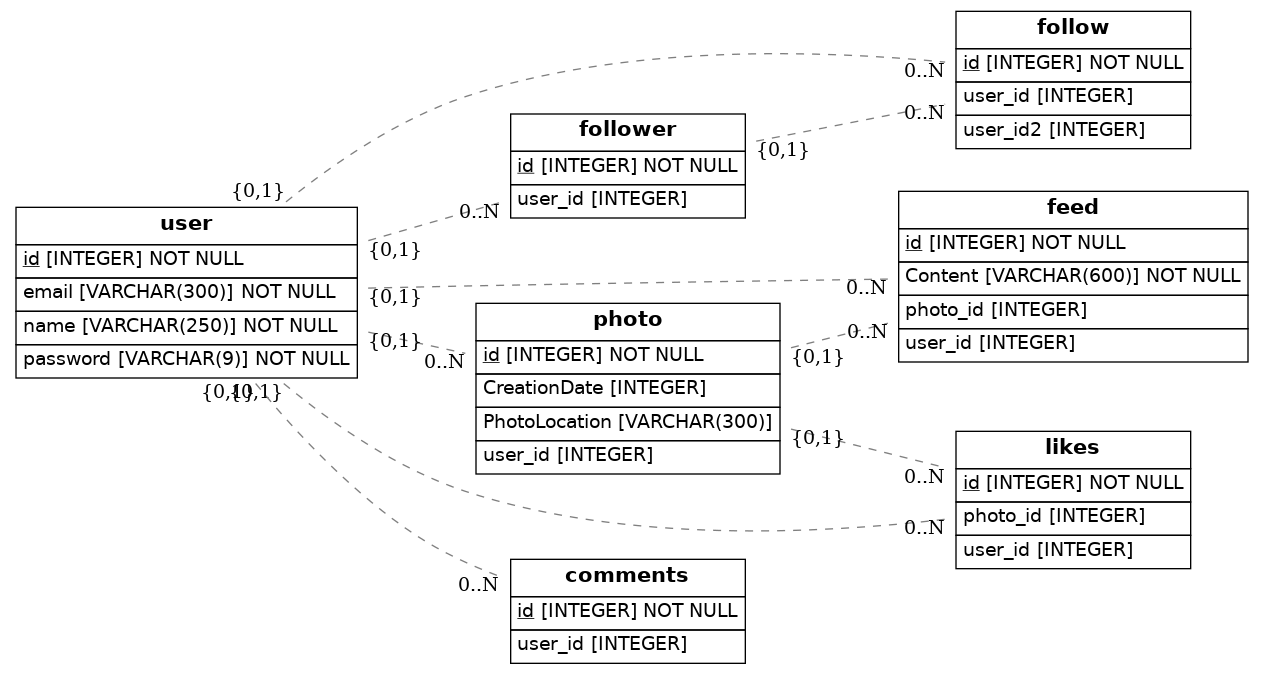 follow
id [INTEGER] NOT NULL
user_id [INTEGER]
user_id2 [INTEGER]
0..N
0..N
follower
id [INTEGER] NOT NULL
user_id [INTEGER]
{0,1}
0..N
user
id [INTEGER] NOT NULL
email [VARCHAR(300)] NOT NULL
name [VARCHAR(250)] NOT NULL
password [VARCHAR(9)] NOT NULL
{0,1}
{0,1}
{0,1}
{0,1}
{0,1}
{0,1}
feed
id [INTEGER] NOT NULL
Content [VARCHAR(600)] NOT NULL
photo_id [INTEGER]
user_id [INTEGER]
0..N
0..N
photo
id [INTEGER] NOT NULL
CreationDate [INTEGER]
PhotoLocation [VARCHAR(300)]
user_id [INTEGER]
0..N
{0,1}
{0,1}
likes
id [INTEGER] NOT NULL
photo_id [INTEGER]
user_id [INTEGER]
0..N
0..N
comments
id [INTEGER] NOT NULL
user_id [INTEGER]
0..N